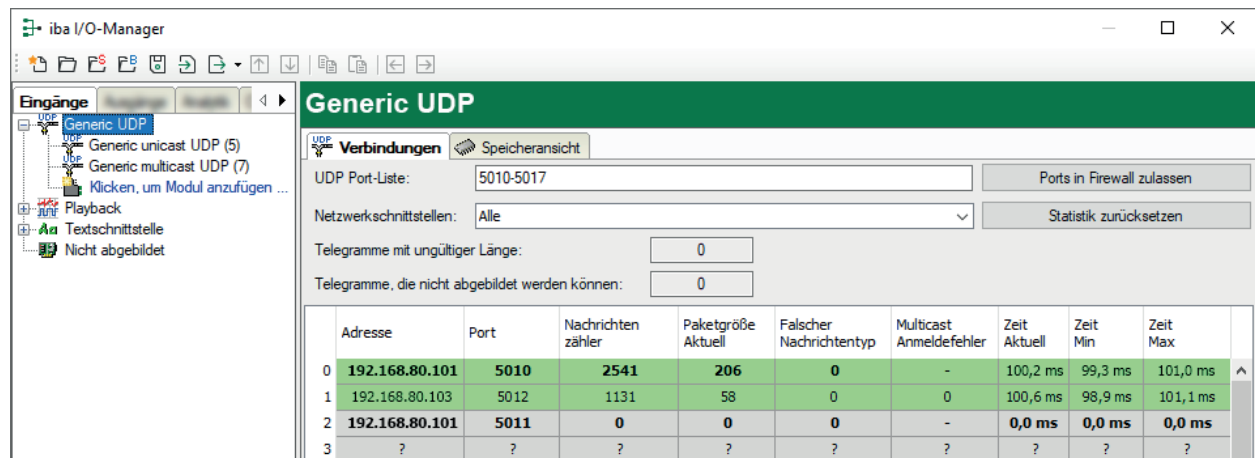 iba I/O-Manager
Eingänge
Generic UDP
Generic unicast UDP (5)
Generic multicast UDP (7)
Klicken, um Modul anzufügen ...
Playback
Textschnittstelle
Nicht abgebildet
Generic UDP
Verbindungen Speicheransicht
UDP Port-Liste: 5010-5017 Ports in Firewall zulassen
Netzwerkschnittstellen: Alle Statistik zurücksetzen
Telegramme mit ungültiger Länge: 0
Telegramme, die nicht abgebildet werden können: 0
Adresse Port Nachrichten zähler Paketgröße Aktuell Falscher Nachrichtentyp Multicast Anmeldefehler Zeit Aktuell Zeit Min Zeit Max
0 192.168.80.101 5010 2541 206 0 - 100,2 ms 99,3 ms 101,0 ms
1 192.168.80.103 5012 1131 58 0 0 100,6 ms 98,9 ms 101,1 ms
2 192.168.80.101 5011 0 0 0 - 0,0 ms 0,0 ms 0,0 ms
3 ? ? ? ? ? ? ? ? ?